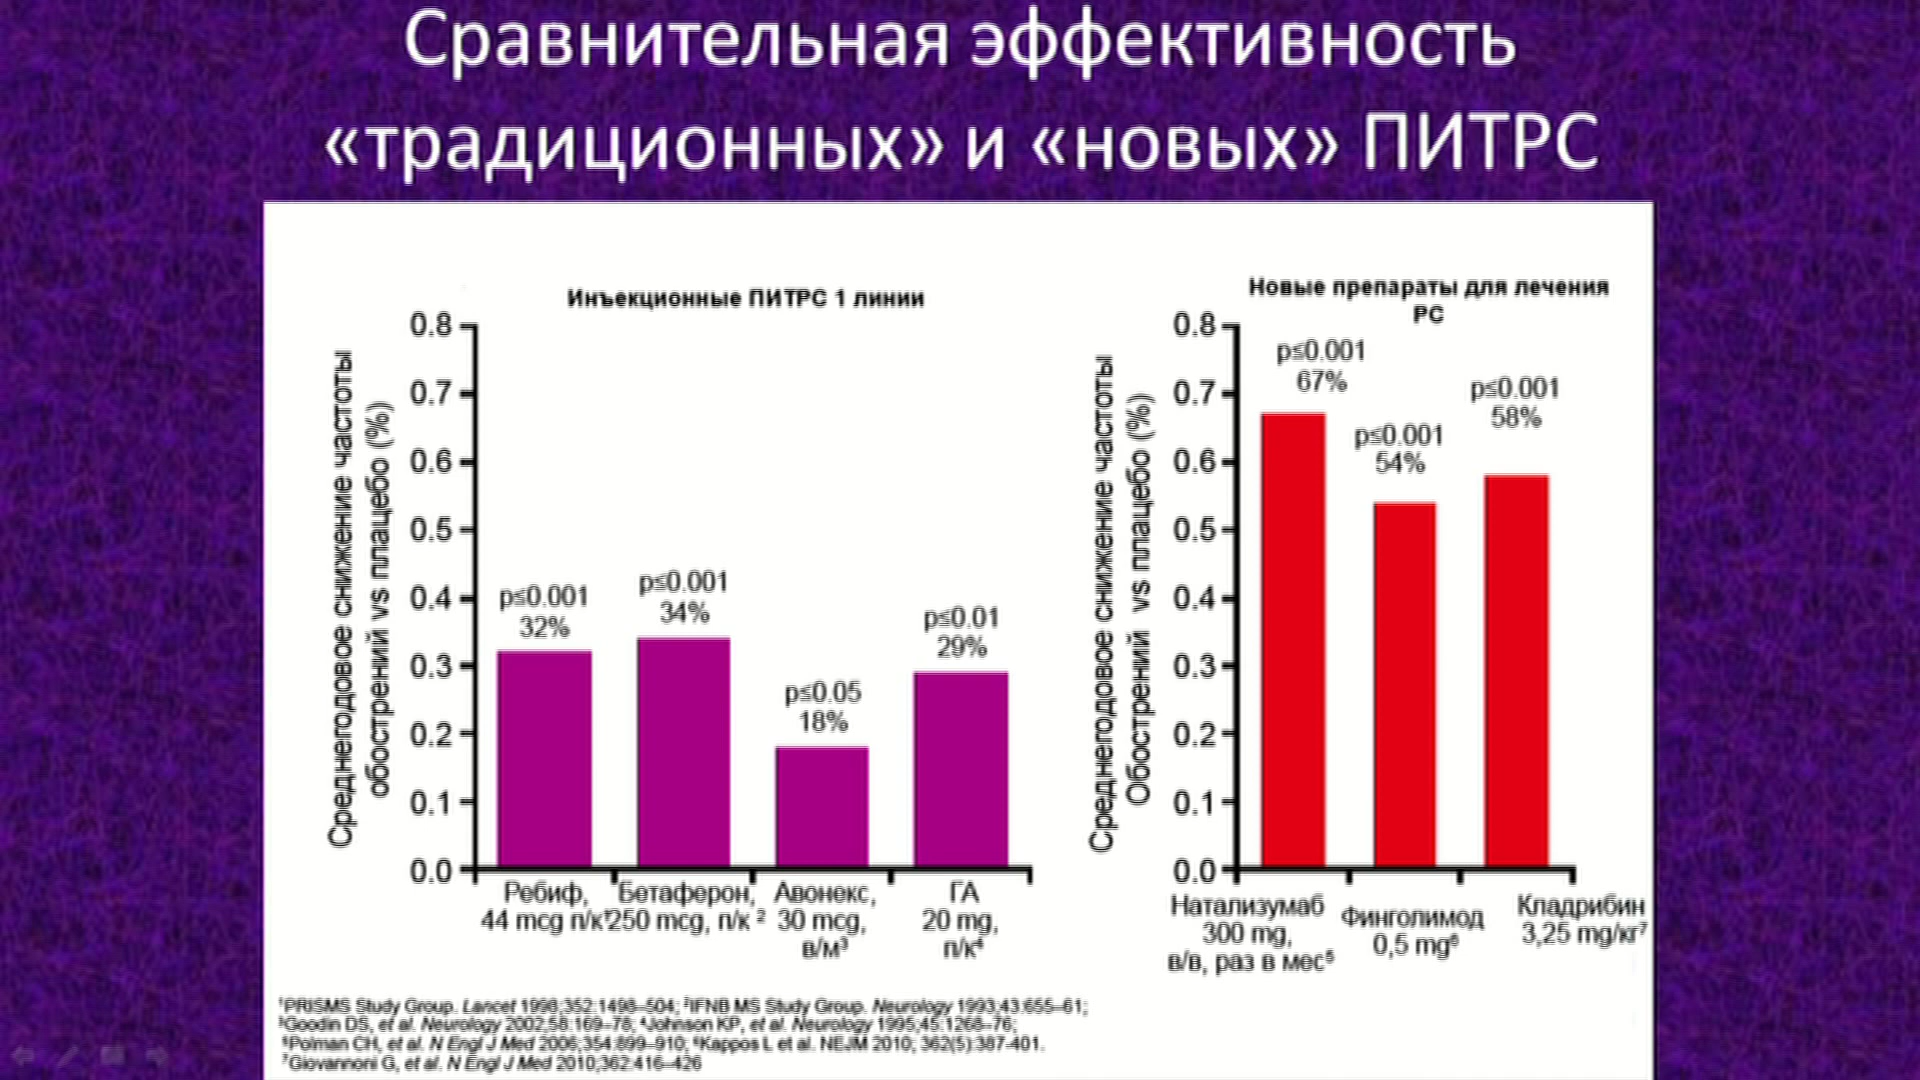 Сравнительная эффективность
«традиционных» и «новых» ПИТРС
Инъекционные ПИТРС 1 линии
Среднегодовое снижение частоты
обострений vs плацебо (%)
0.8
0.7
0.6
0.5
0.4
0.3
0.2
0.1
0.0
p≤0.001
32%
p≤0.001
34%
p≤0.05
18%
p≤0.01
29%
Ребиф,
44 mcg п/к¹
Бетаферон,
250 mcg, п/к ²
Авонекс,
30 mcg,
в/м³
ГА
20 mg,
п/к⁴
Новые препараты для лечения
РС
Среднегодовое снижение частоты
Обострений vs плацебо (%)
0.8
0.7
0.6
0.5
0.4
0.3
0.2
0.1
0.0
p≤0.001
67%
p≤0.001
54%
p≤0.001
58%
Натализумаб
300 mg,
в/в, раз в мес⁵
Финголимод
0,5 mg⁶
Кладрибин
3,25 mg/кг⁷
¹PRISMS Study Group. Lancet 1998;352:1498–504; ²IFNB MS Study Group. Neurology 1993;43:655–61;
³Goodin DS, et al. Neurology 2002;58:169–78; ⁴Johnson KP, et al. Neurology 1995;45:1268–76;
⁵Polman CH, et al. N Engl J Med 2006;354:899–910; ⁶Kappos L et al. NEJM 2010; 362(5):387-401.
⁷Giovannoni G, et al. N Engl J Med 2010;362:416–426